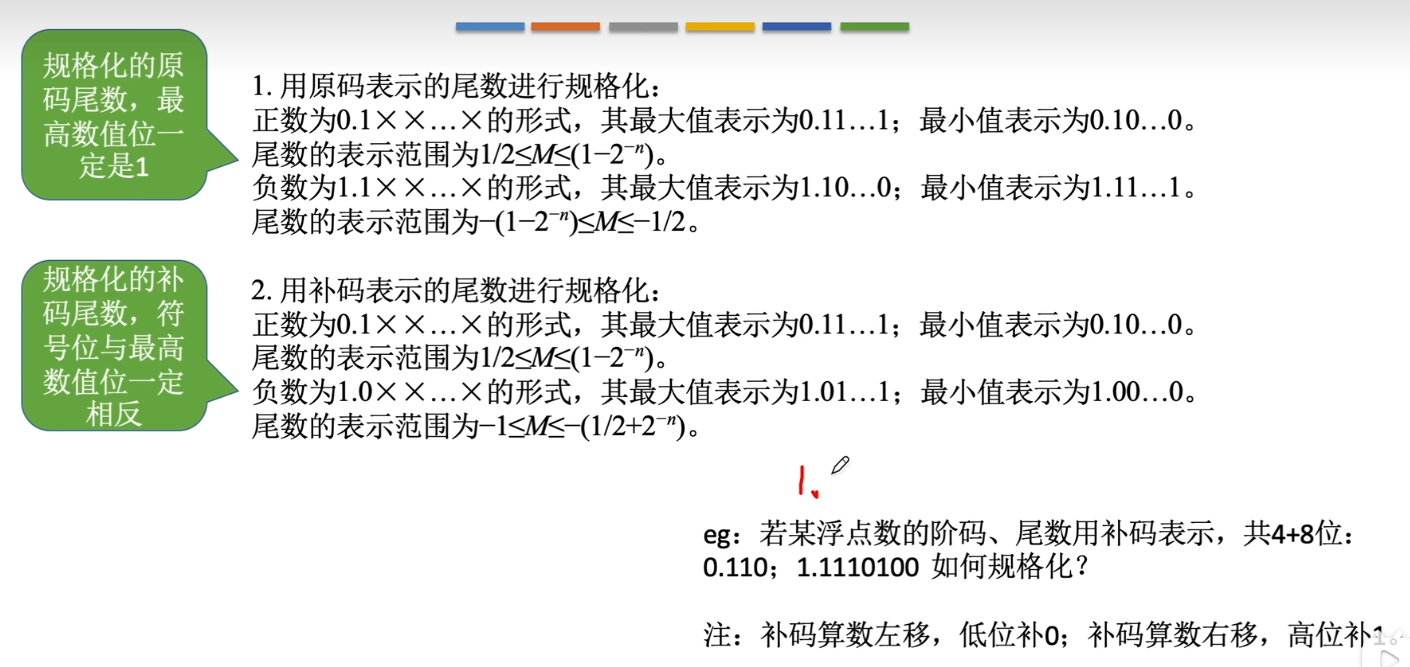 规格化的原
码尾数，最
高数值位一
定是1
1. 用原码表示的尾数进行规格化：
正数为0.1××…×的形式，其最大值表示为0.11…1；最小值表示为0.10…0。
尾数的表示范围为1/2≤M≤(1−2⁻ⁿ)。
负数为1.1××…×的形式，其最大值表示为1.10…0；最小值表示为1.11…1。
尾数的表示范围为−(1−2⁻ⁿ)≤M≤−1/2。
规格化的补
码尾数，符
号位与最高
数值位一定
相反
2. 用补码表示的尾数进行规格化：
正数为0.1××…×的形式，其最大值表示为0.11…1；最小值表示为0.10…0。
尾数的表示范围为1/2≤M≤(1−2⁻ⁿ)。
负数为1.0××…×的形式，其最大值表示为1.01…1；最小值表示为1.00…0。
尾数的表示范围为−1≤M≤−(1/2+2⁻ⁿ)。
1.
eg：若某浮点数的阶码、尾数用补码表示，共4+8位：
0.110；1.1110100 如何规格化？
注：补码算数左移，低位补0；补码算数右移，高位补1。